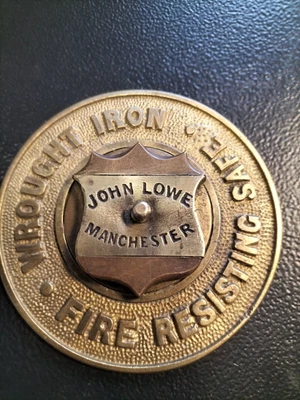 WROUGHT IRON · FIRE RESISTING SAFE ·
JOHN LOWE
MANCHESTER